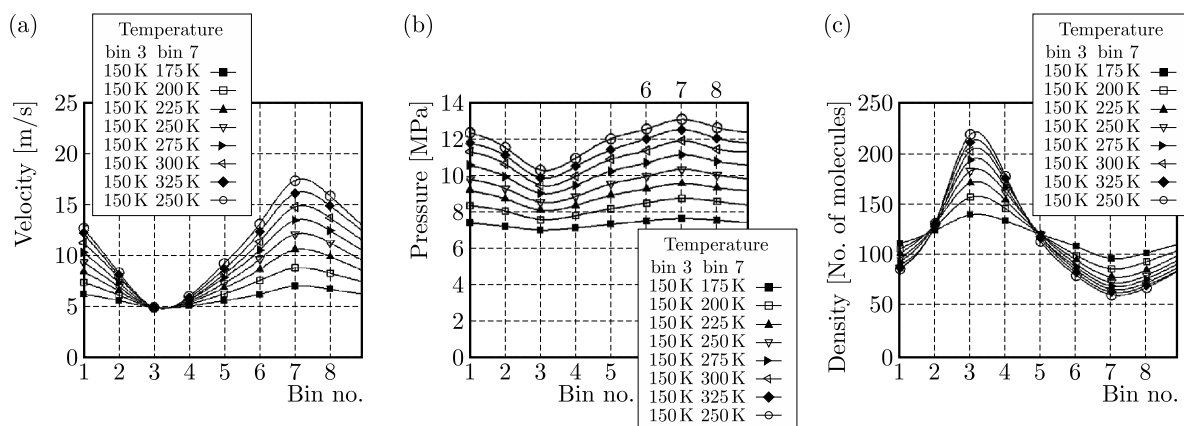 (a)
Temperature
bin 3 bin 7
150 K 175 K
150 K 200 K
150 K 225 K
150 K 250 K
150 K 275 K
150 K 300 K
150 K 325 K
150 K 250 K
Velocity [m/s]
25
20
15
10
5
0
1 2 3 4 5 6 7 8
Bin no.
(b)
6 7 8
Pressure [MPa]
14
12
10
8
6
4
2
0
1 2 3 4 5
Bin no.
Temperature
bin 3 bin 7
150 K 175 K
150 K 200 K
150 K 225 K
150 K 250 K
150 K 275 K
150 K 300 K
150 K 325 K
150 K 250 K
(c)
Temperature
bin 3 bin 7
150 K 175 K
150 K 200 K
150 K 225 K
150 K 250 K
150 K 275 K
150 K 300 K
150 K 325 K
150 K 250 K
Density [No. of molecules]
250
200
150
100
50
0
1 2 3 4 5 6 7 8
Bin no.